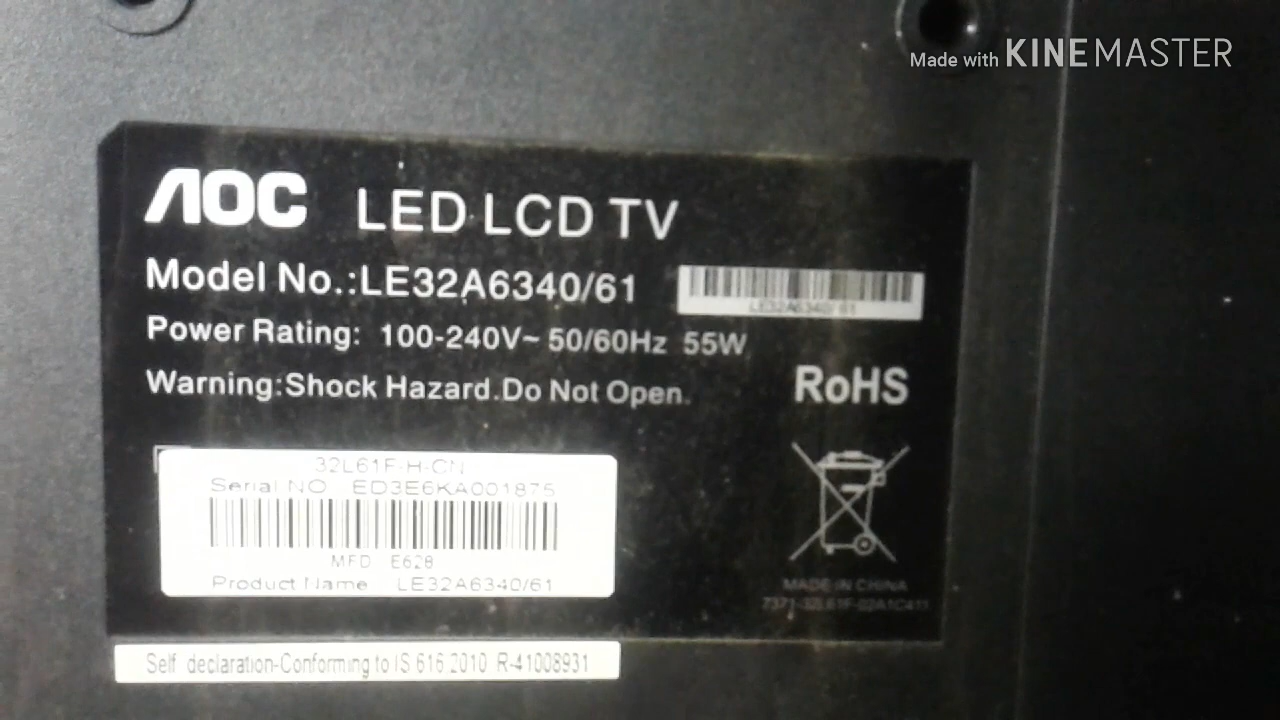 Made with KINEMASTER
AOC LED LCD TV
Model No.:LE32A6340/61
LE32A6340/61
Power Rating: 100-240V~ 50/60Hz 55W
Warning:Shock Hazard.Do Not Open.
RoHS
32L61F-H-CN
Serial NO ED3E6KA001875
MFD E628
Product Name LE32A6340/61
MADE IN CHINA
Self declaration-Conforming to IS 616:2010 R-41008931